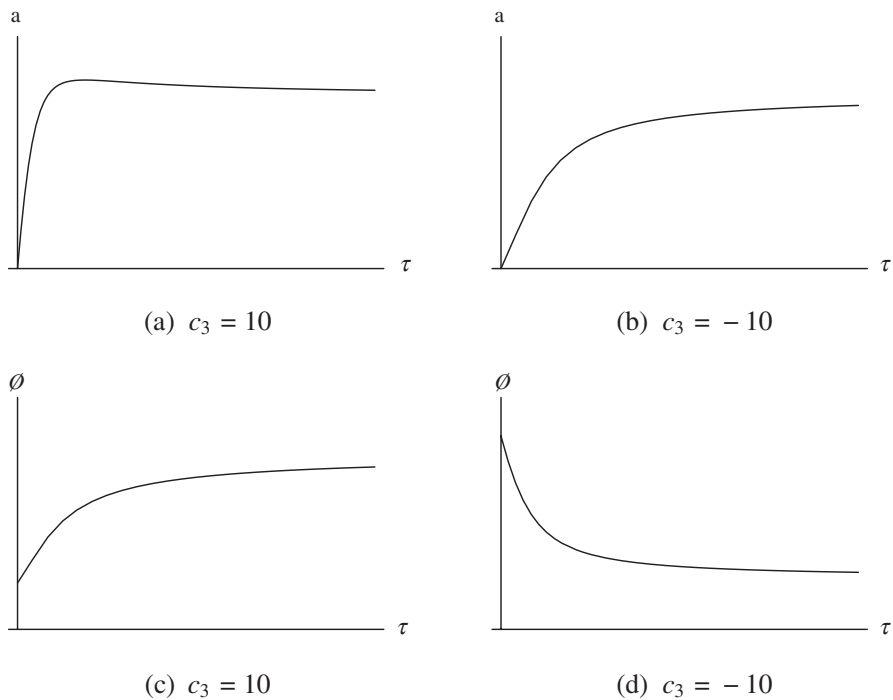 a a
τ τ
(a) c₃ = 10 (b) c₃ = − 10
Ø Ø
τ τ
(c) c₃ = 10 (d) c₃ = − 10